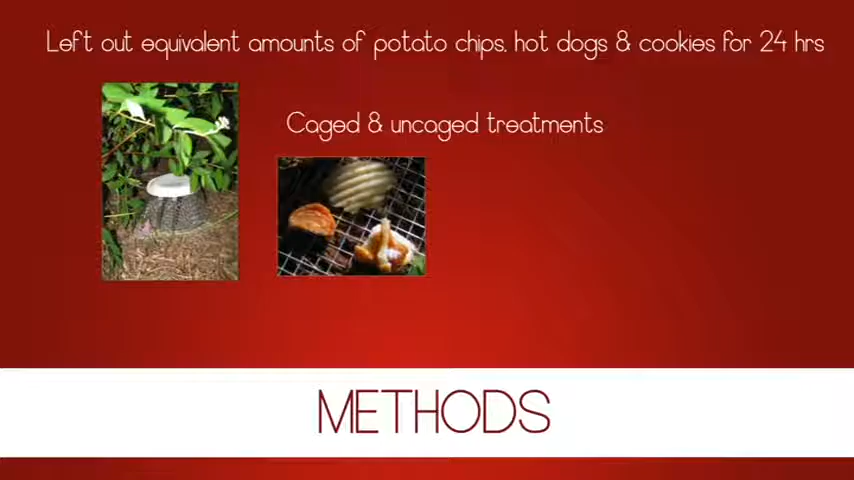 Left out equivalent amounts of potato chips, hot dogs & cookies for 24 hrs
Caged & uncaged treatments
METHODS